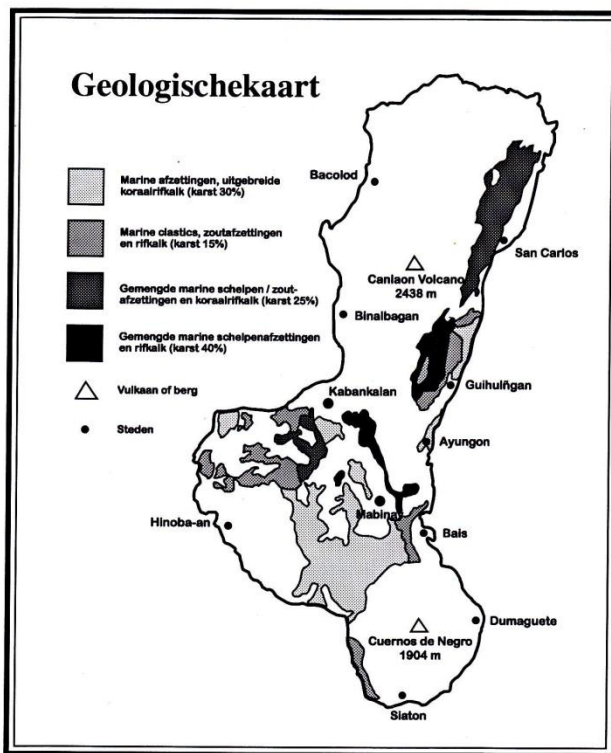 Geologischekaart
Marine afzettingen, uitgebreide
koraalrifkalk (karst 30%)
Marine clastics, zoutafzettingen
en rifkalk (karst 15%)
Gemengde marine schelpen / zout-
afzettingen en koraalrifkalk (karst 25%)
Gemengde marine schelpenafzettingen
en rifkalk (karst 40%)
Vulkaan of berg
Steden
Bacolod
San Carlos
Canlaon Volcano
2438 m
Binalbagan
Guihulñgan
Kabankalan
Ayungon
Mabinay
Hinoba-an
Bais
Dumaguete
Cuernos de Negro
1904 m
Siaton